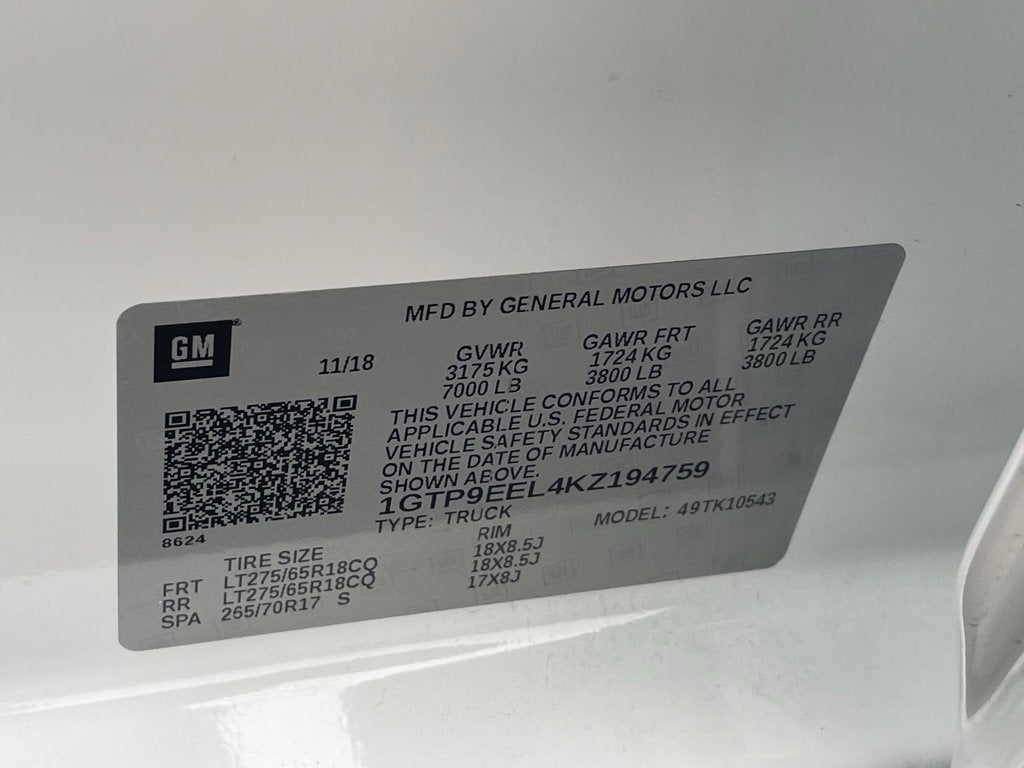 MFD BY GENERAL MOTORS LLC
GM
11/18
GVWR
3175 KG
7000 LB
GAWR FRT
1724 KG
3800 LB
GAWR RR
1724 KG
3800 LB
THIS VEHICLE CONFORMS TO ALL
APPLICABLE U.S. FEDERAL MOTOR
VEHICLE SAFETY STANDARDS IN EFFECT
ON THE DATE OF MANUFACTURE
SHOWN ABOVE.
1GTP9EEL4KZ194759
TYPE: TRUCK
MODEL: 49TK10543
8624
TIRE SIZE RIM
FRT LT275/65R18CQ 18X8.5J
RR LT275/65R18CQ 18X8.5J
SPA 265/70R17 S 17X8J